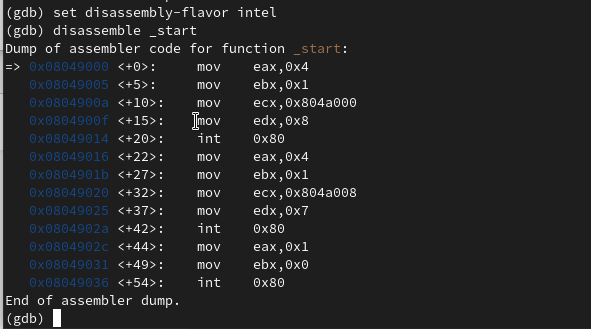 (gdb) set disassembly-flavor intel
(gdb) disassemble _start
Dump of assembler code for function _start:
=> 0x08049000 <+0>:     mov    eax,0x4
   0x08049005 <+5>:     mov    ebx,0x1
   0x0804900a <+10>:    mov    ecx,0x804a000
   0x0804900f <+15>:    mov    edx,0x8
   0x08049014 <+20>:    int    0x80
   0x08049016 <+22>:    mov    eax,0x4
   0x0804901b <+27>:    mov    ebx,0x1
   0x08049020 <+32>:    mov    ecx,0x804a008
   0x08049025 <+37>:    mov    edx,0x7
   0x0804902a <+42>:    int    0x80
   0x0804902c <+44>:    mov    eax,0x1
   0x08049031 <+49>:    mov    ebx,0x0
   0x08049036 <+54>:    int    0x80
End of assembler dump.
(gdb)